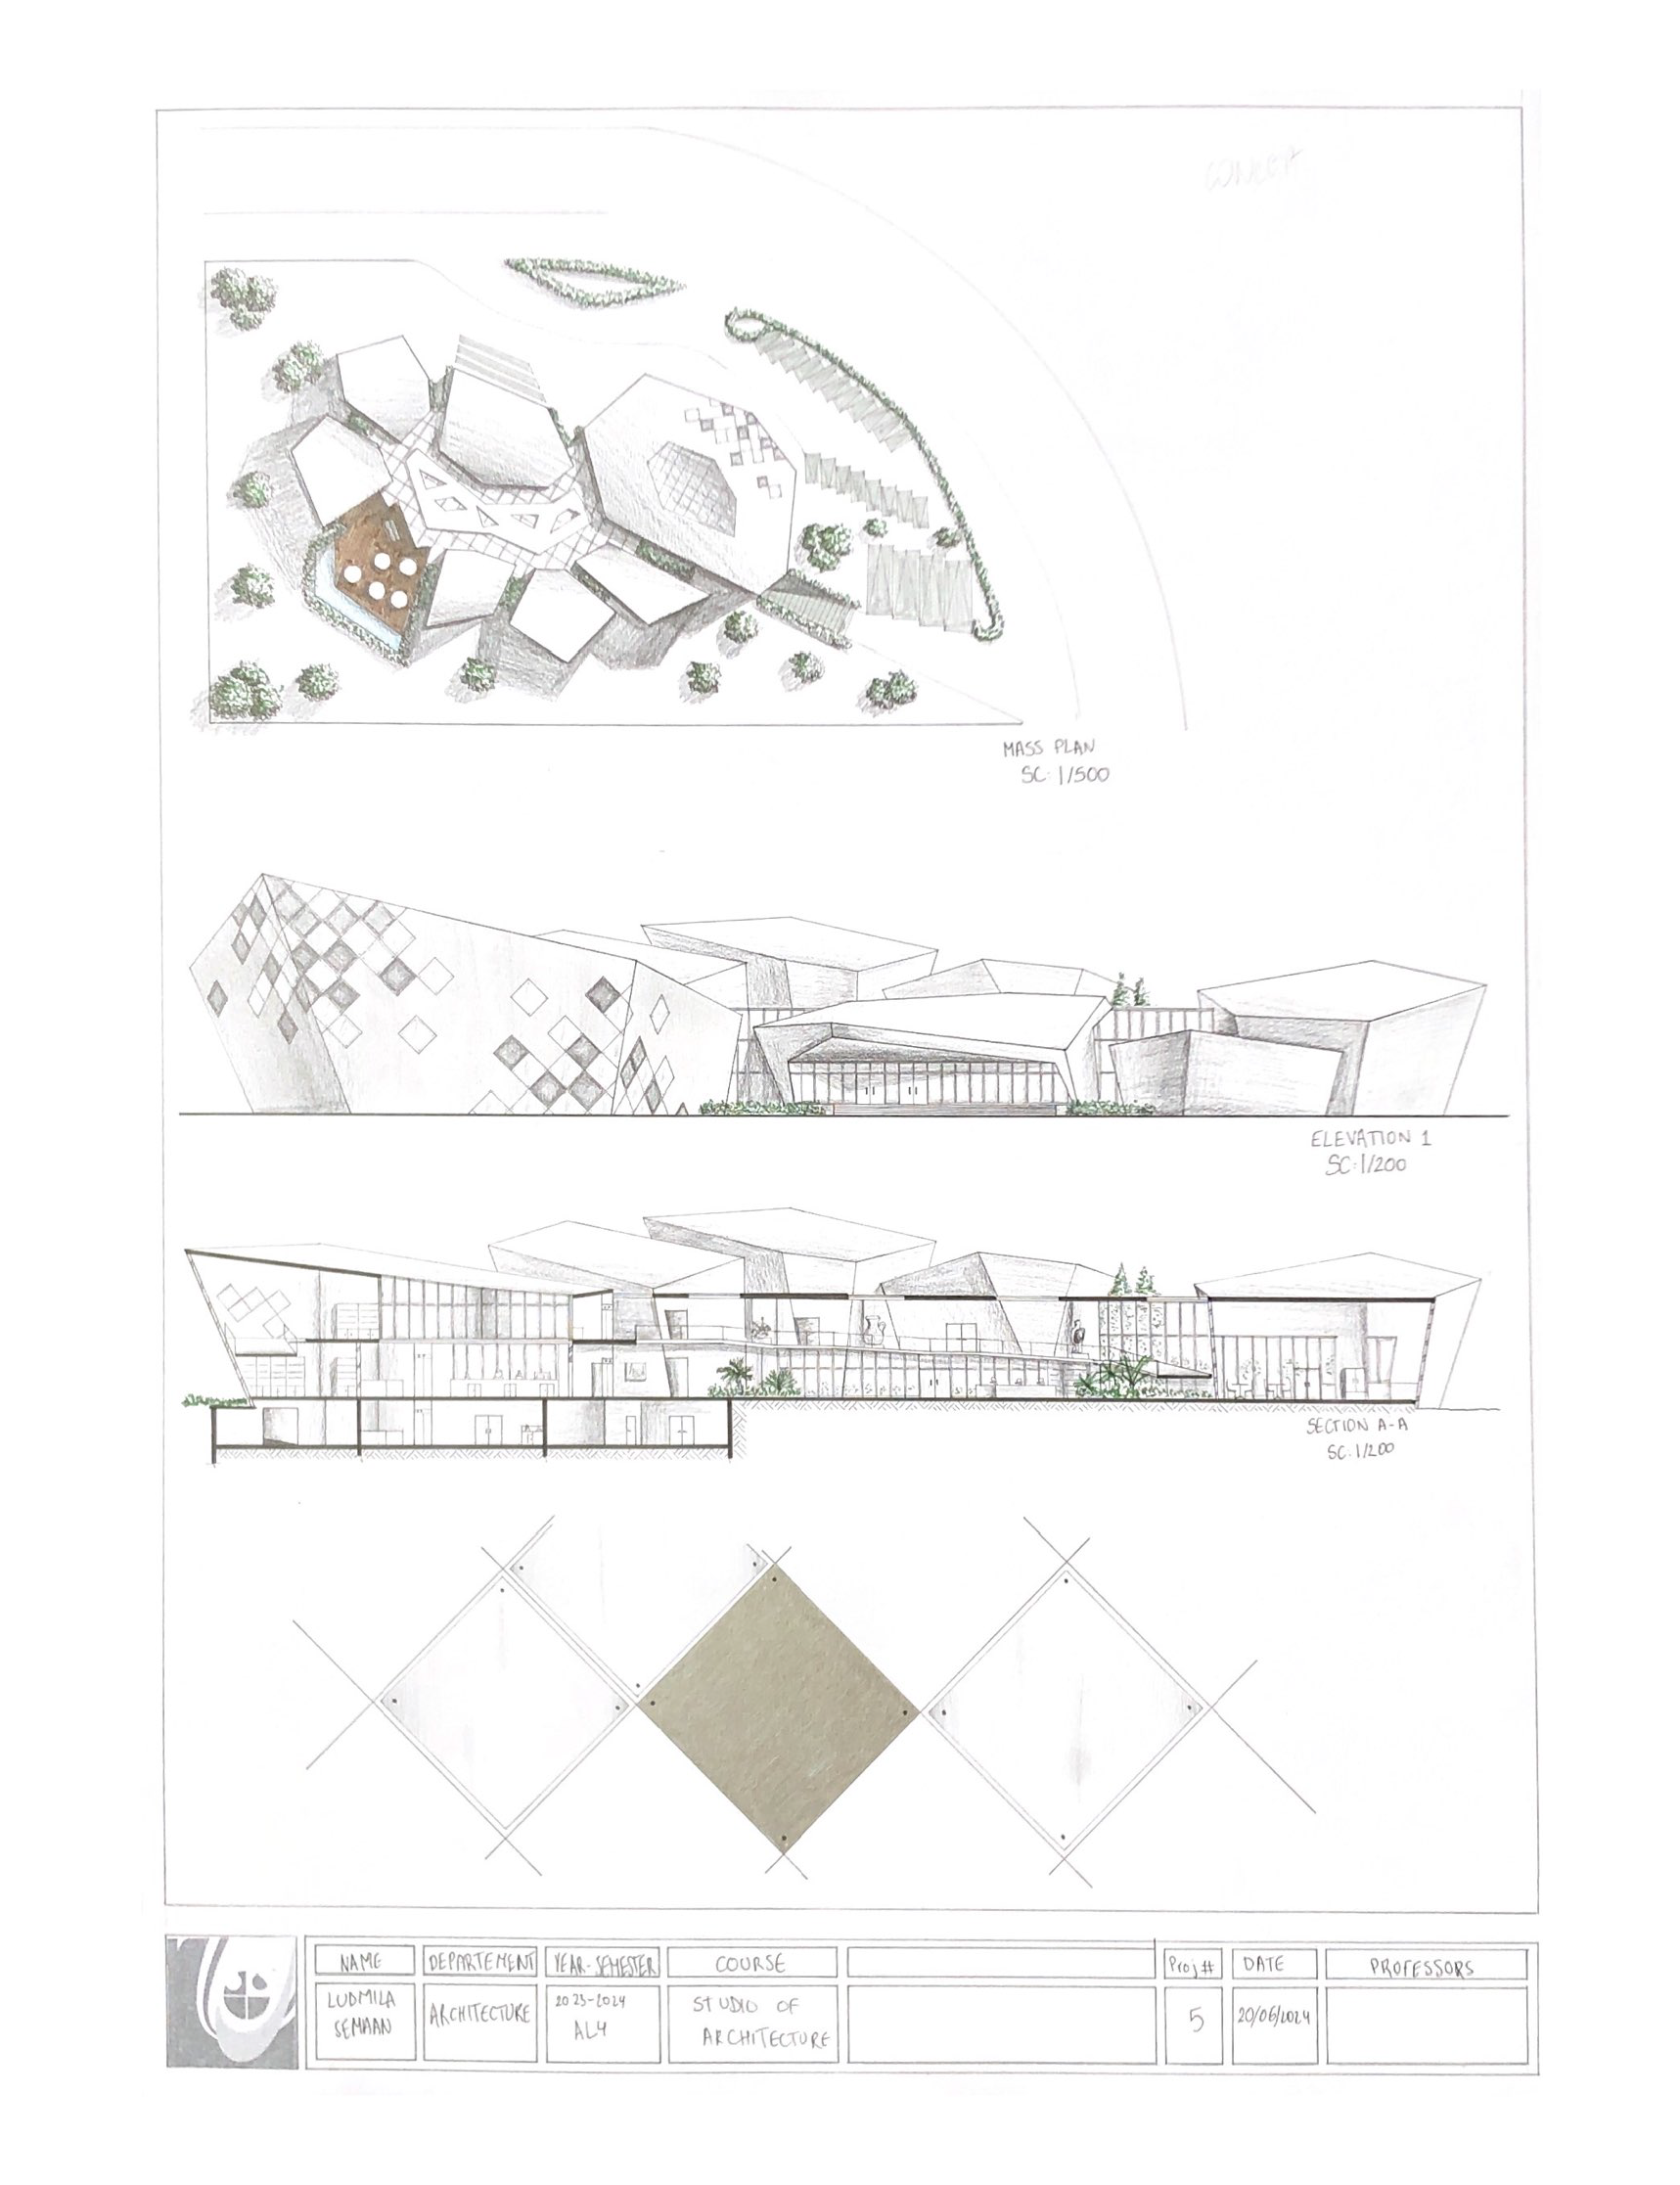 CONCEPT
MASS PLAN
SC: 1/500
ELEVATION 1
SC: 1/200
SECTION A-A
SC: 1/200
NAME
DEPARTEMENT
YEAR-SEMESTER
COURSE
Proj#
DATE
PROFESSORS
LUDMILA
SEMAAN
ARCHITECTURE
2023-2024
AL4
STUDIO OF
ARCHITECTURE
5
20/06/2024